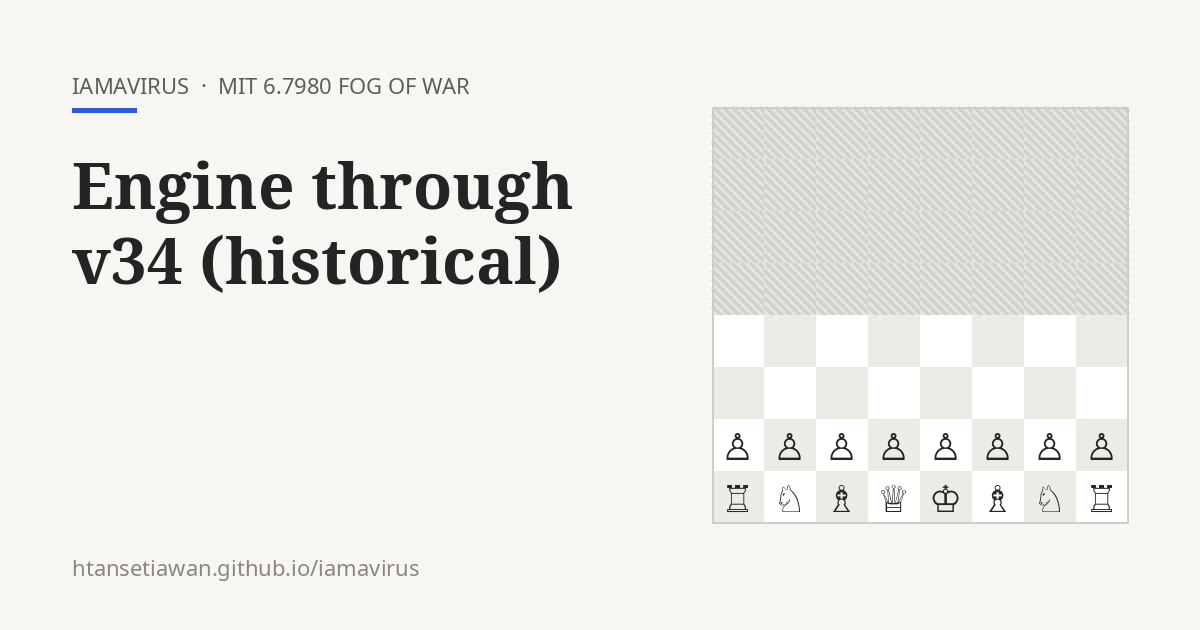 IAMAVIRUS · MIT 6.7980 FOG OF WAR
Engine through
v34 (historical)
htansetiawan.github.io/iamavirus